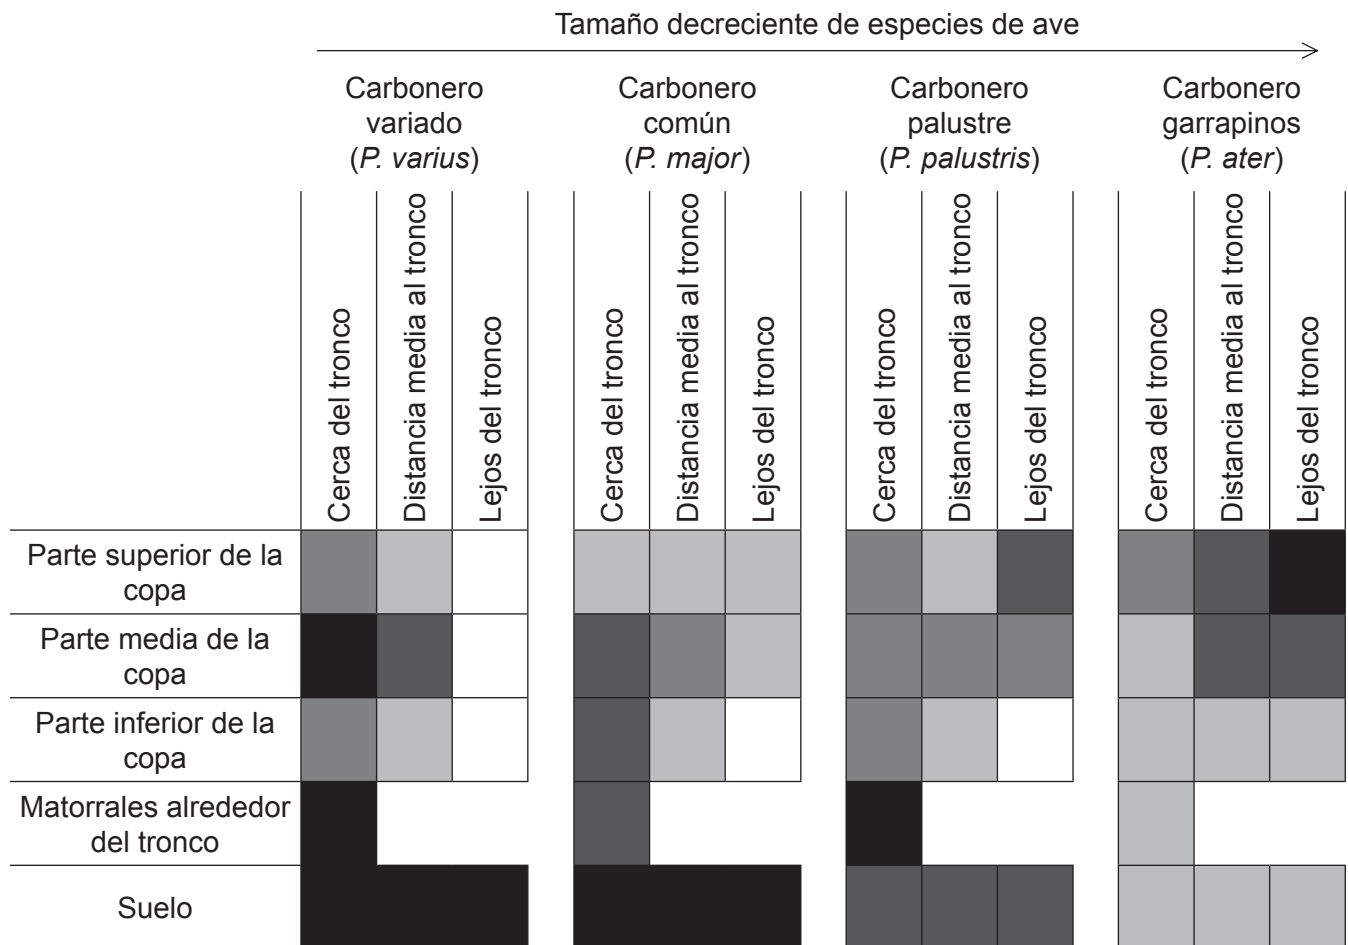 Tamaño decreciente de especies de ave
Carbonero
variado
(P. varius)
Carbonero
común
(P. major)
Carbonero
palustre
(P. palustris)
Carbonero
garrapinos
(P. ater)
Cerca del tronco
Distancia media al tronco
Lejos del tronco
Cerca del tronco
Distancia media al tronco
Lejos del tronco
Cerca del tronco
Distancia media al tronco
Lejos del tronco
Cerca del tronco
Distancia media al tronco
Lejos del tronco
Parte superior de la
copa
Parte media de la
copa
Parte inferior de la
copa
Matorrales alrededor
del tronco
Suelo